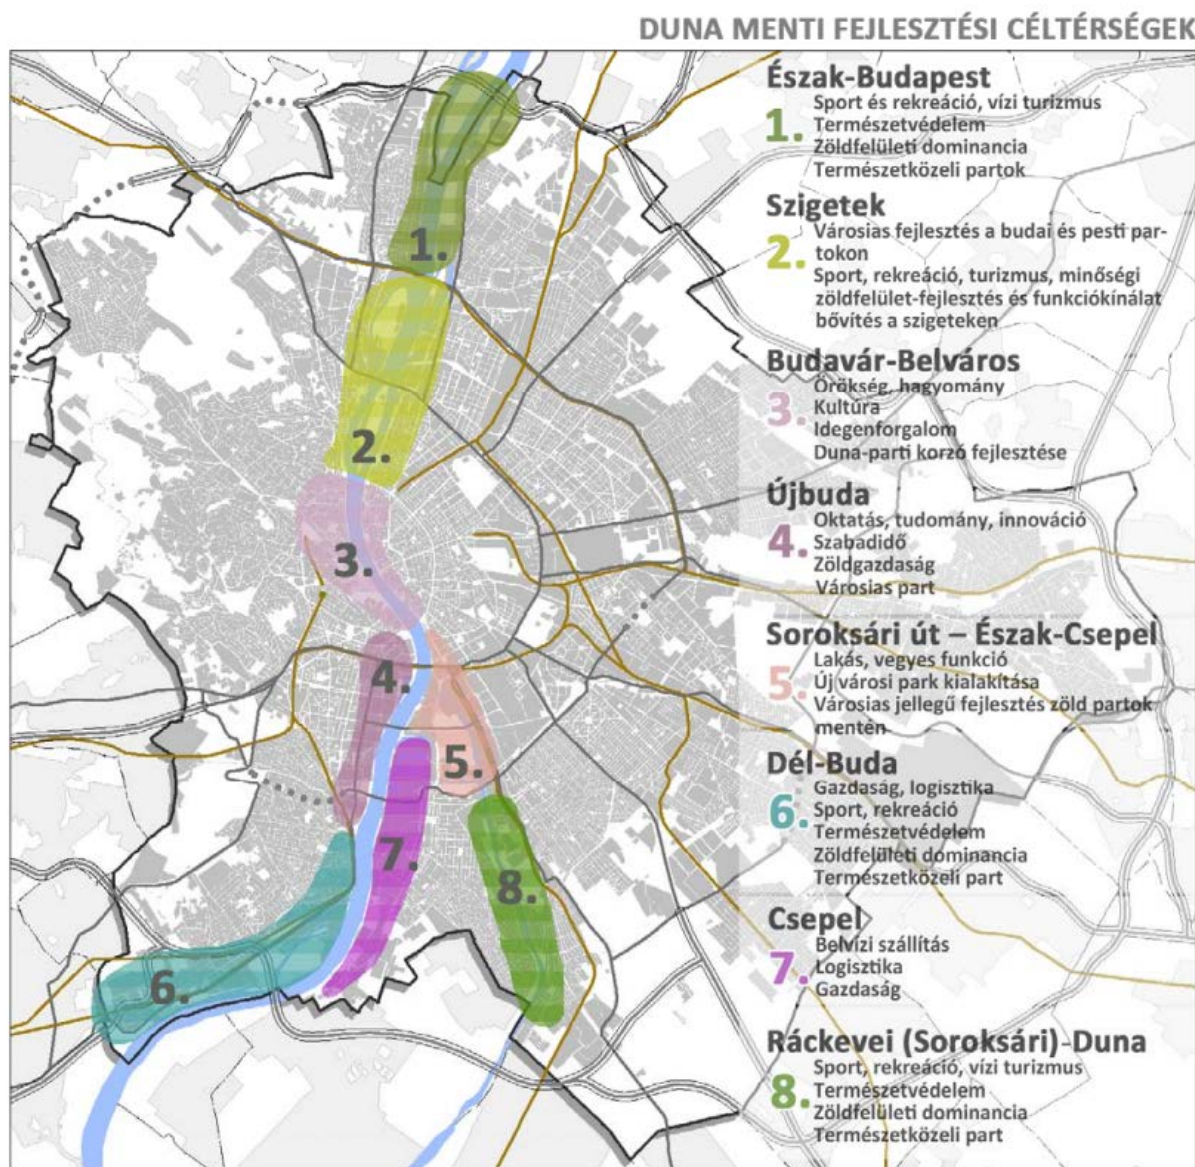 DUNA MENTI FEJLESZTÉSI CÉLTÉRSÉGEK
Észak-Budapest
1.
Sport és rekreáció, vízi turizmus
Természetvédelem
Zöldfelületi dominancia
Természetközeli partok
Szigetek
2.
Városias fejlesztés a budai és pesti par-
tokon
Sport, rekreáció, turizmus, minőségi
zöldfelület-fejlesztés és funkciókínálat
bővítés a szigeteken
Budavár-Belváros
3.
Örökség, hagyomány
Kultúra
Idegenforgalom
Duna-parti korzó fejlesztése
Újbuda
4.
Oktatás, tudomány, innováció
Szabadidő
Zöldgazdaság
Városias part
Soroksári út – Észak-Csepel
5.
Lakás, vegyes funkció
Új városi park kialakítása
Városias jellegű fejlesztés zöld partok
mentén
Dél-Buda
6.
Gazdaság, logisztika
Sport, rekreáció
Természetvédelem
Zöldfelületi dominancia
Természetközeli part
Csepel
7.
Belvízi szállítás
Logisztika
Gazdaság
Ráckevei (Soroksári)-Duna
8.
Sport, rekreáció, vízi turizmus
Természetvédelem
Zöldfelületi dominancia
Természetközeli part
1.
2.
3.
4.
5.
7.
8.
6.